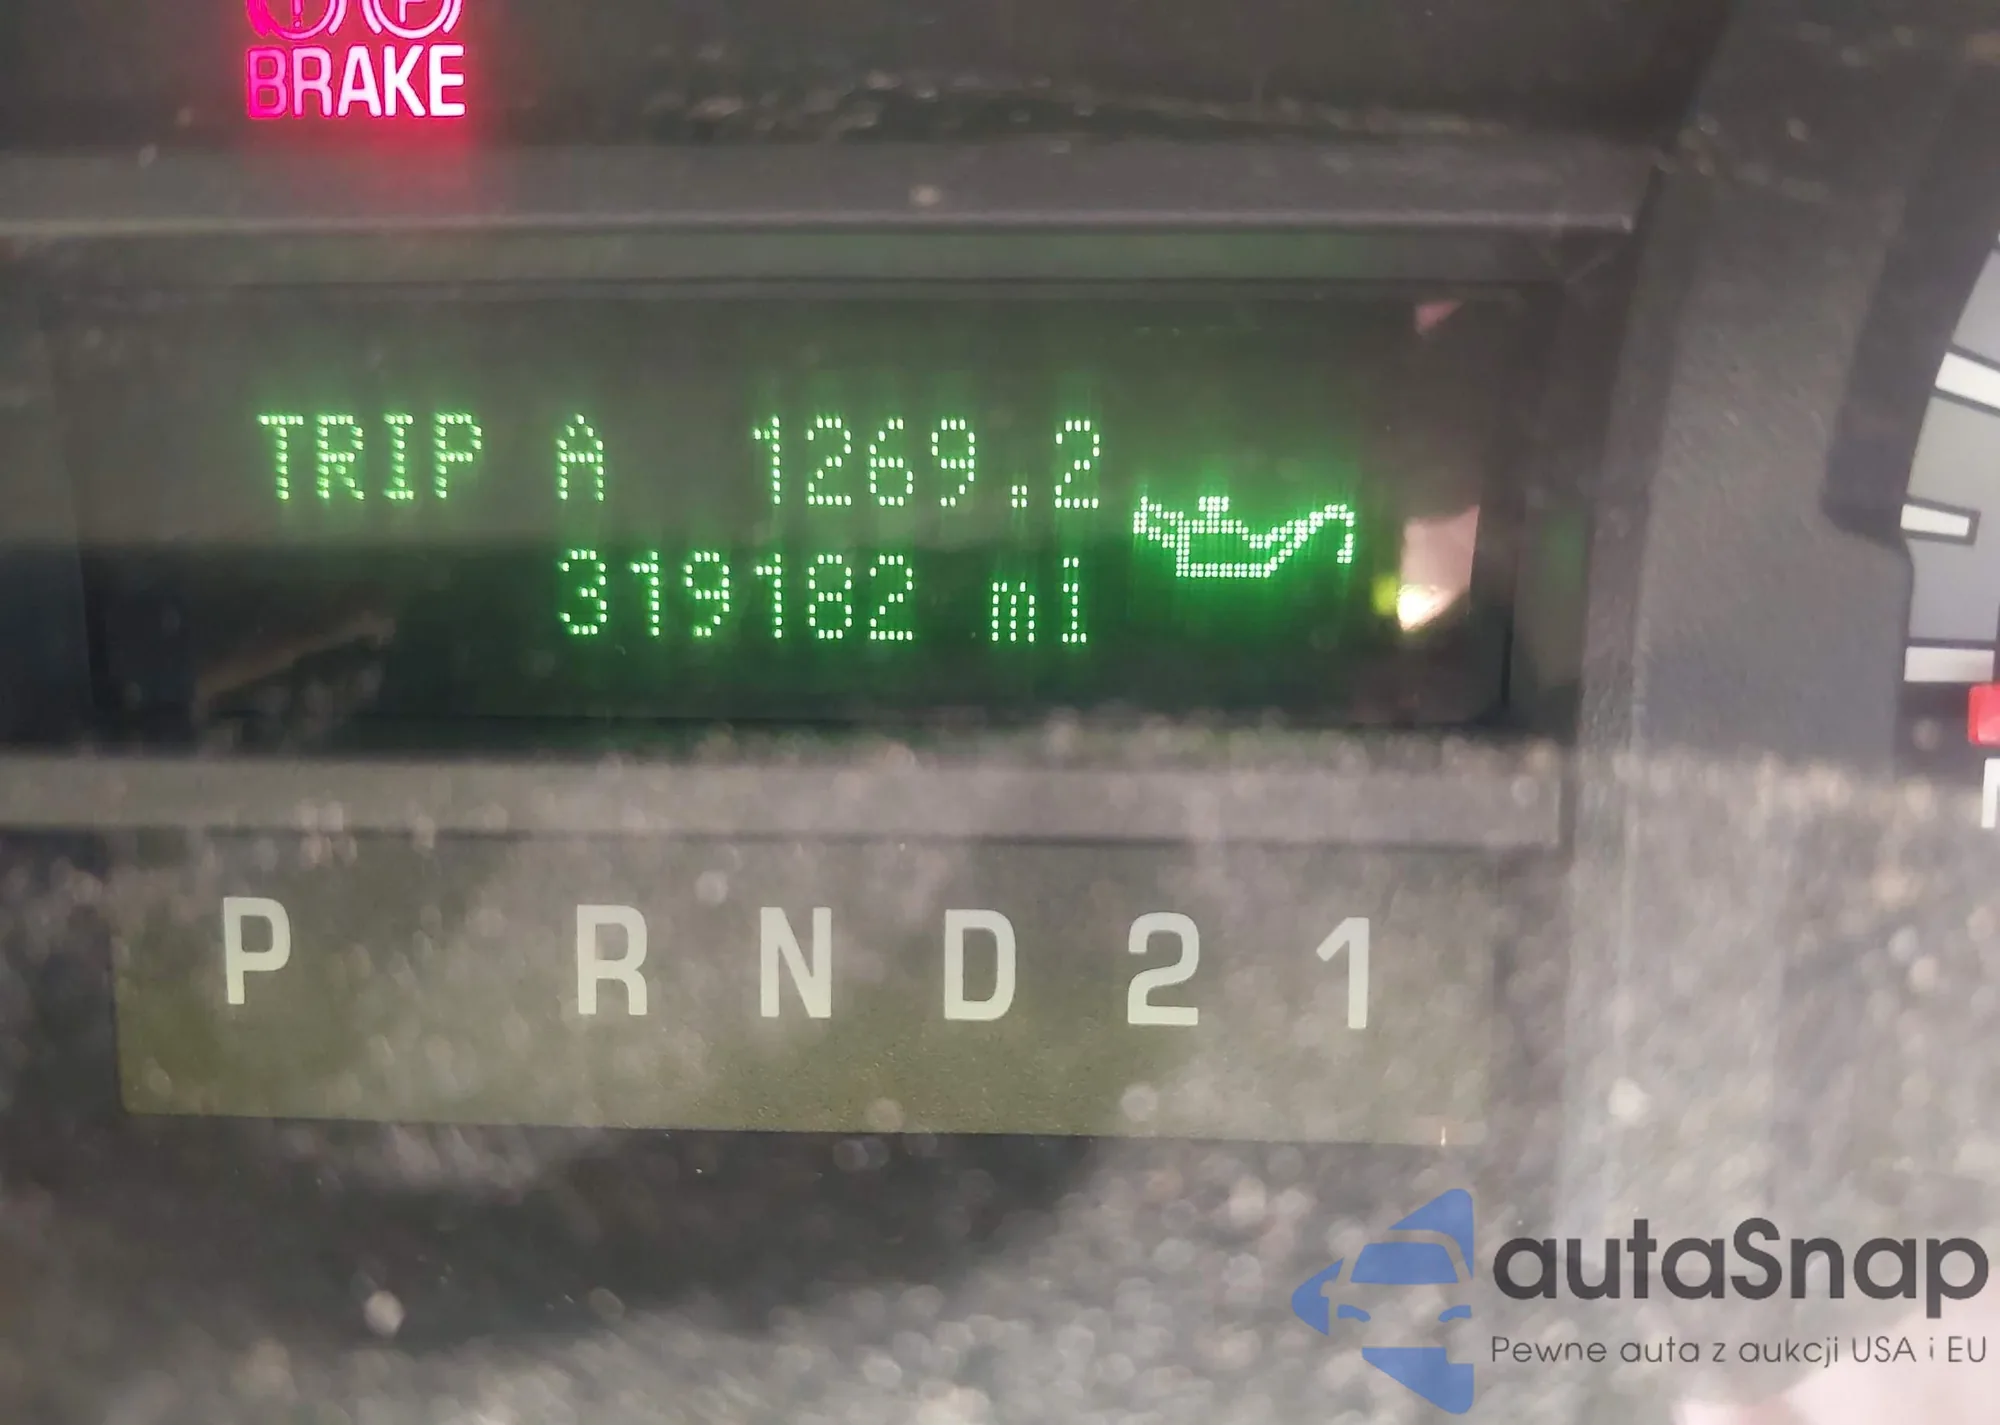 BRAKE
TRIP A 1269.2
319182 mi
P R N D 2 1
autaSnap
Pewne auta z aukcji USA i EU